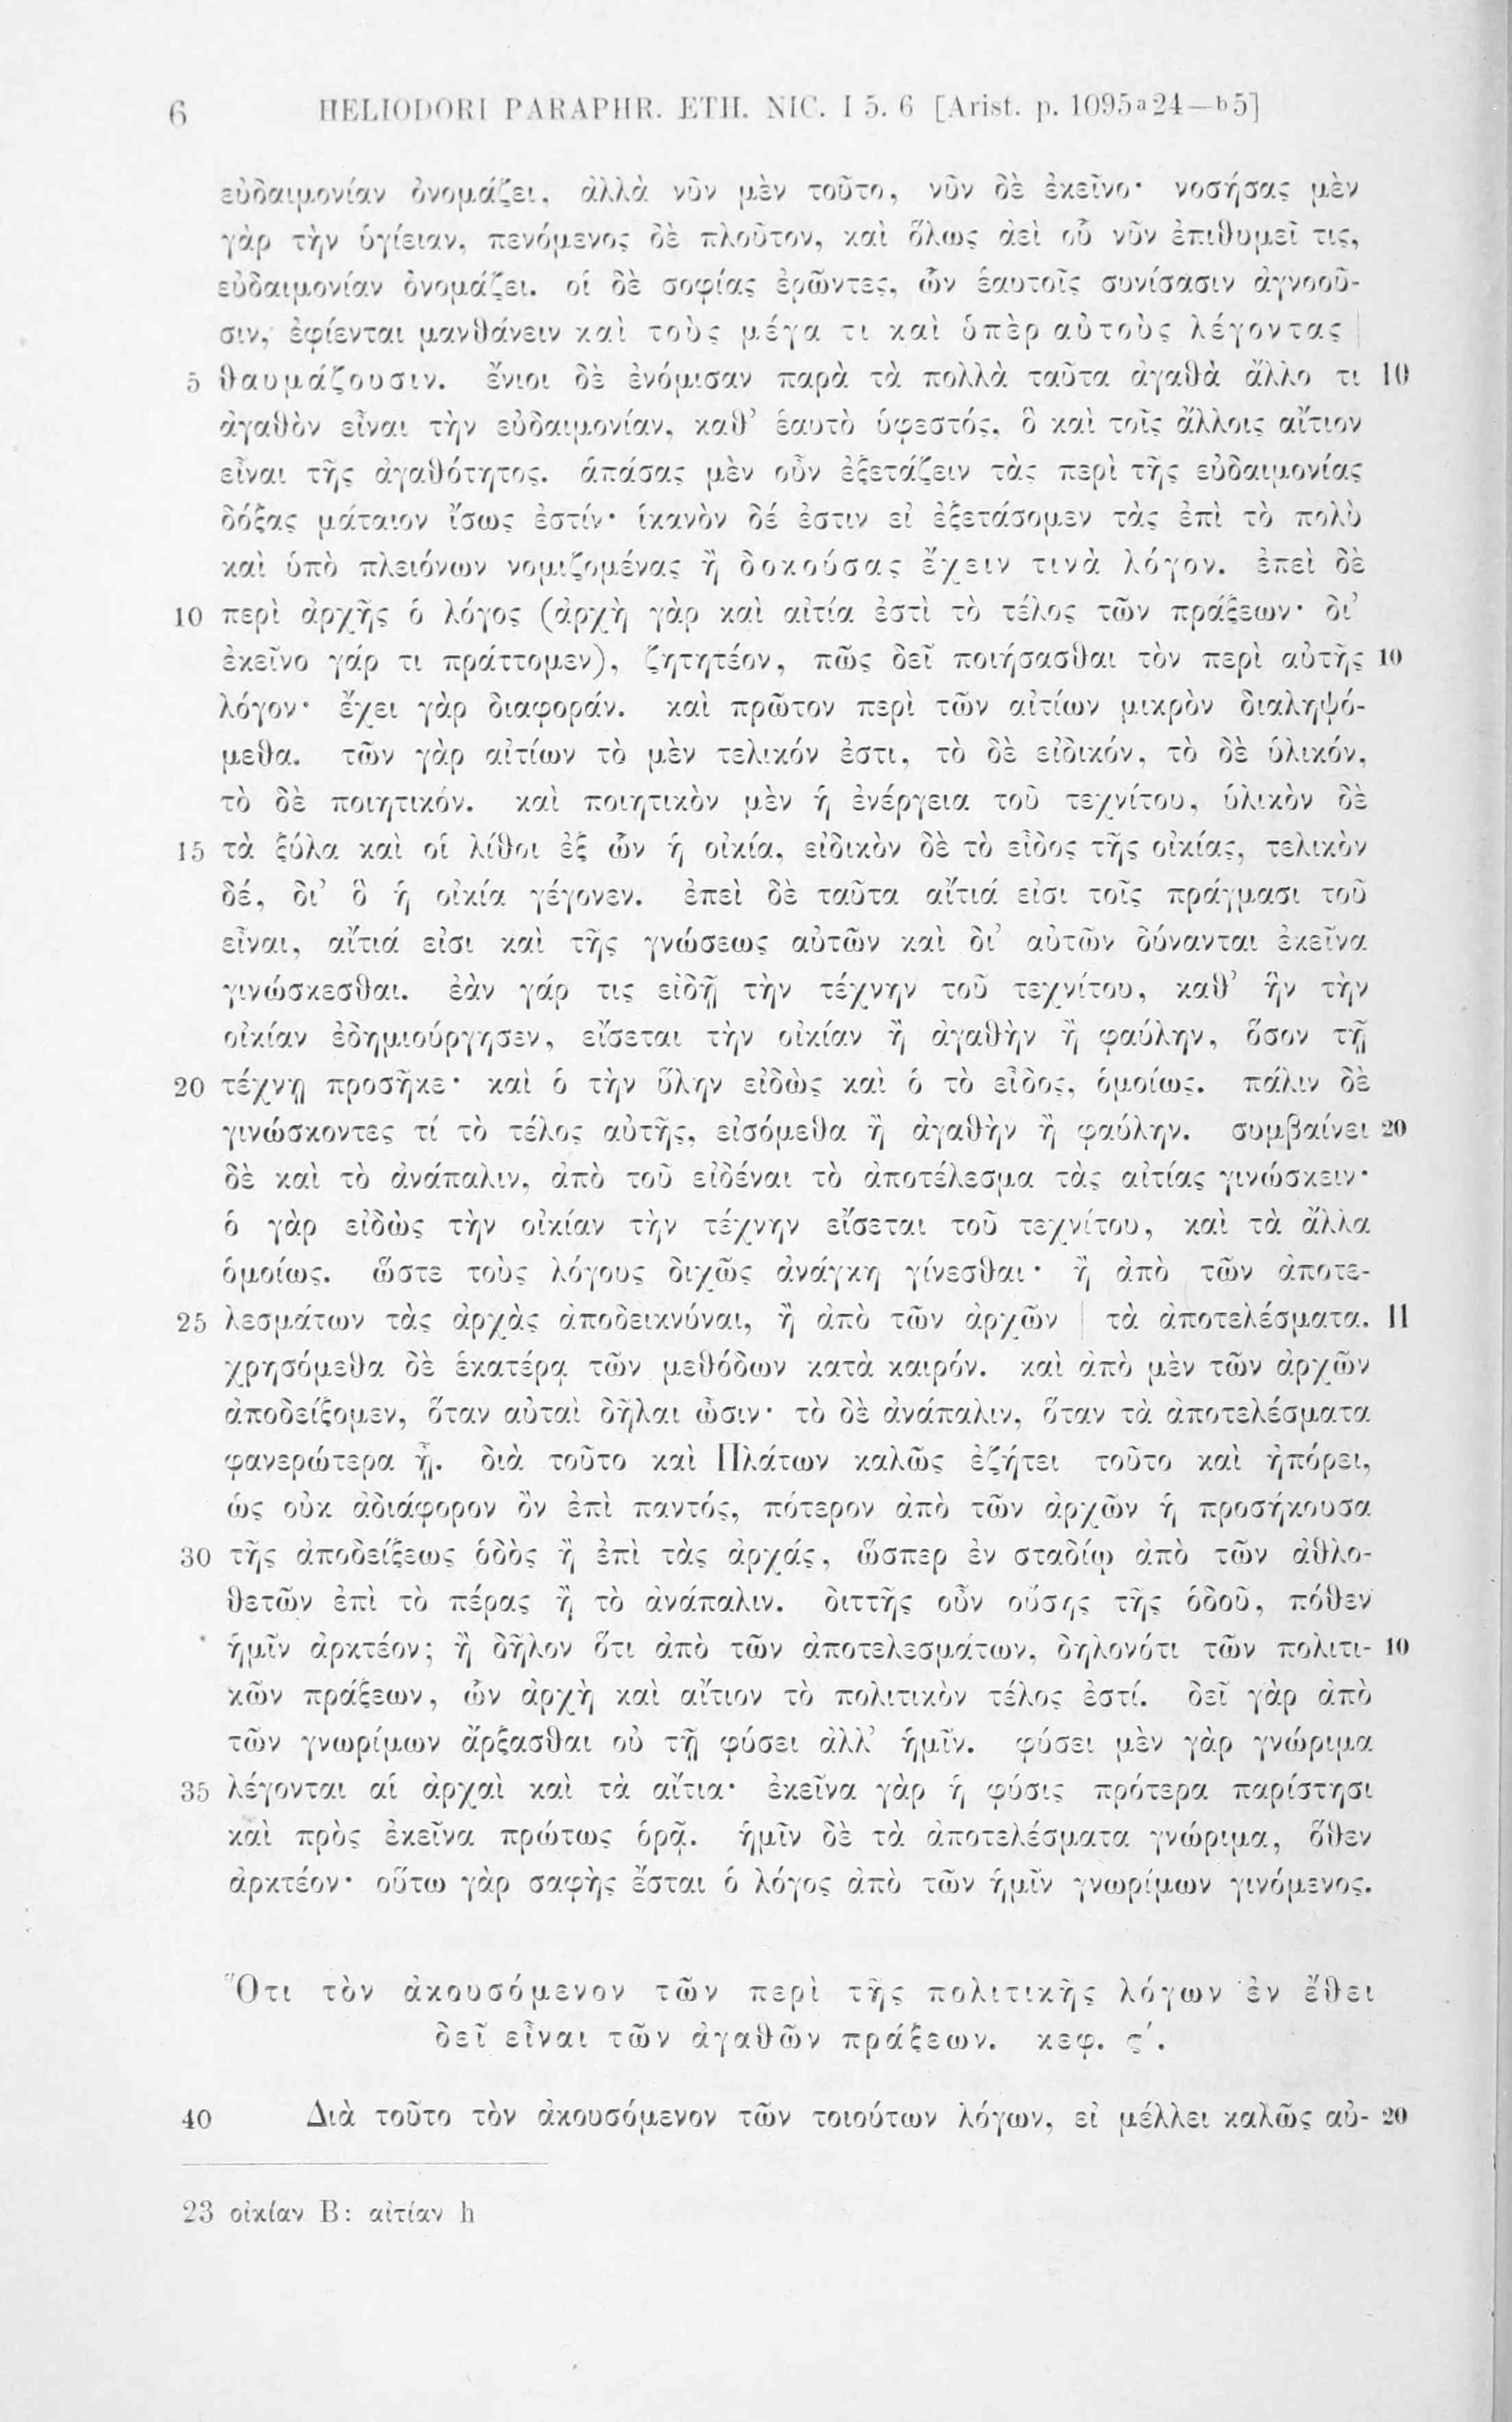 6 HELIODORI PARAPHR. ETH. NIC. I 5. 6 [Arist. p. 1095a24—b5]
εὐδαιμονίαν ὀνομάζει, ἀλλὰ νῦν μὲν τοῦτο, νῦν δὲ ἐκεῖνο· νοσήσας μὲν
γὰρ τὴν ὑγίειαν, πενόμενος δὲ πλοῦτον, καὶ ὅλως ἀεὶ οὗ νῦν ἐπιθυμεῖ τις,
εὐδαιμονίαν ὀνομάζει. οἱ δὲ σοφίας ἐρῶντες, ὧν ἑαυτοῖς συνίσασιν ἀγνοοῦ-
σιν, ἐφίενται μανθάνειν καὶ τοὺς μέγα τι καὶ ὑπὲρ αὐτοὺς λέγοντας |
5 θαυμάζουσιν. ἔνιοι δὲ ἐνόμισαν παρὰ τὰ πολλὰ ταῦτα ἀγαθὰ ἄλλο τι 10
ἀγαθὸν εἶναι τὴν εὐδαιμονίαν, καθ’ ἑαυτὸ ὑφεστός, ὃ καὶ τοῖς ἄλλοις αἴτιον
εἶναι τῆς ἀγαθότητος. ἁπάσας μὲν οὖν ἐξετάζειν τὰς περὶ τῆς εὐδαιμονίας
δόξας μάταιον ἴσως ἐστίν· ἱκανὸν δέ ἐστιν εἰ ἐξετάσομεν τὰς ἐπὶ τὸ πολὺ
καὶ ὑπὸ πλειόνων νομιζομένας ἢ δοκούσας ἔχειν τινὰ λόγον. ἐπεὶ δὲ
10 περὶ ἀρχῆς ὁ λόγος (ἀρχὴ γὰρ καὶ αἰτία ἐστὶ τὸ τέλος τῶν πράξεων· δι’
ἐκεῖνο γάρ τι πράττομεν), ζητητέον, πῶς δεῖ ποιήσασθαι τὸν περὶ αὐτῆς 10
λόγον· ἔχει γὰρ διαφοράν. καὶ πρῶτον περὶ τῶν αἰτίων μικρὸν διαληψό-
μεθα. τῶν γὰρ αἰτίων τὸ μὲν τελικόν ἐστι, τὸ δὲ εἰδικόν, τὸ δὲ ὑλικόν,
τὸ δὲ ποιητικόν. καὶ ποιητικὸν μὲν ἡ ἐνέργεια τοῦ τεχνίτου, ὑλικὸν δὲ
15 τὰ ξύλα καὶ οἱ λίθοι ἐξ ὧν ἡ οἰκία, εἰδικὸν δὲ τὸ εἶδος τῆς οἰκίας, τελικὸν
δέ, δι’ ὃ ἡ οἰκία γέγονεν. ἐπεὶ δὲ ταῦτα αἴτιά εἰσι τοῖς πράγμασι τοῦ
εἶναι, αἴτιά εἰσι καὶ τῆς γνώσεως αὐτῶν καὶ δι’ αὐτῶν δύνανται ἐκεῖνα
γινώσκεσθαι. ἐὰν γάρ τις εἰδῇ τὴν τέχνην τοῦ τεχνίτου, καθ’ ἣν τὴν
οἰκίαν ἐδημιούργησεν, εἴσεται τὴν οἰκίαν ἢ ἀγαθὴν ἢ φαύλην, ὅσον τῇ
20 τέχνῃ προσῆκε· καὶ ὁ τὴν ὕλην εἰδὼς καὶ ὁ τὸ εἶδος, ὁμοίως. πάλιν δὲ
γινώσκοντες τί τὸ τέλος αὐτῆς, εἰσόμεθα ἢ ἀγαθὴν ἢ φαύλην. συμβαίνει 20
δὲ καὶ τὸ ἀνάπαλιν, ἀπὸ τοῦ εἰδέναι τὸ ἀποτέλεσμα τὰς αἰτίας γινώσκειν·
ὁ γὰρ εἰδὼς τὴν οἰκίαν τὴν τέχνην εἴσεται τοῦ τεχνίτου, καὶ τὰ ἄλλα
ὁμοίως. ὥστε τοὺς λόγους διχῶς ἀνάγκη γίνεσθαι· ἢ ἀπὸ τῶν ἀποτε-
25 λεσμάτων τὰς ἀρχὰς ἀποδεικνύναι, ἢ ἀπὸ τῶν ἀρχῶν | τὰ ἀποτελέσματα. 11
χρησόμεθα δὲ ἑκατέρᾳ τῶν μεθόδων κατὰ καιρόν. καὶ ἀπὸ μὲν τῶν ἀρχῶν
ἀποδείξομεν, ὅταν αὐταὶ δῆλαι ὦσιν· τὸ δὲ ἀνάπαλιν, ὅταν τὰ ἀποτελέσματα
φανερώτερα ᾖ. διὰ τοῦτο καὶ Πλάτων καλῶς ἐζήτει τοῦτο καὶ ἠπόρει,
ὡς οὐκ ἀδιάφορον ὂν ἐπὶ παντός, πότερον ἀπὸ τῶν ἀρχῶν ἡ προσήκουσα
30 τῆς ἀποδείξεως ὁδὸς ἢ ἐπὶ τὰς ἀρχάς, ὥσπερ ἐν σταδίῳ ἀπὸ τῶν ἀθλο-
θετῶν ἐπὶ τὸ πέρας ἢ τὸ ἀνάπαλιν. διττῆς οὖν οὔσης τῆς ὁδοῦ, πόθεν
ἡμῖν ἀρκτέον; ἢ δῆλον ὅτι ἀπὸ τῶν ἀποτελεσμάτων, δηλονότι τῶν πολιτι- 10
κῶν πράξεων, ὧν ἀρχὴ καὶ αἴτιον τὸ πολιτικὸν τέλος ἐστί. δεῖ γὰρ ἀπὸ
τῶν γνωρίμων ἄρξασθαι οὐ τῇ φύσει ἀλλ’ ἡμῖν. φύσει μὲν γὰρ γνώριμα
35 λέγονται αἱ ἀρχαὶ καὶ τὰ αἴτια· ἐκεῖνα γὰρ ἡ φύσις πρότερα παρίστησι
καὶ πρὸς ἐκεῖνα πρώτως ὁρᾷ. ἡμῖν δὲ τὰ ἀποτελέσματα γνώριμα, ὅθεν
ἀρκτέον· οὕτω γὰρ σαφὴς ἔσται ὁ λόγος ἀπὸ τῶν ἡμῖν γνωρίμων γινόμενος.
Ὅτι τὸν ἀκουσόμενον τῶν περὶ τῆς πολιτικῆς λόγων ἐν ἔθει
δεῖ εἶναι τῶν ἀγαθῶν πράξεων. κεφ. ς′.
40 Διὰ τοῦτο τὸν ἀκουσόμενον τῶν τοιούτων λόγων, εἰ μέλλει καλῶς αὐ- 20
23 οἰκίαν B: αἰτίαν h